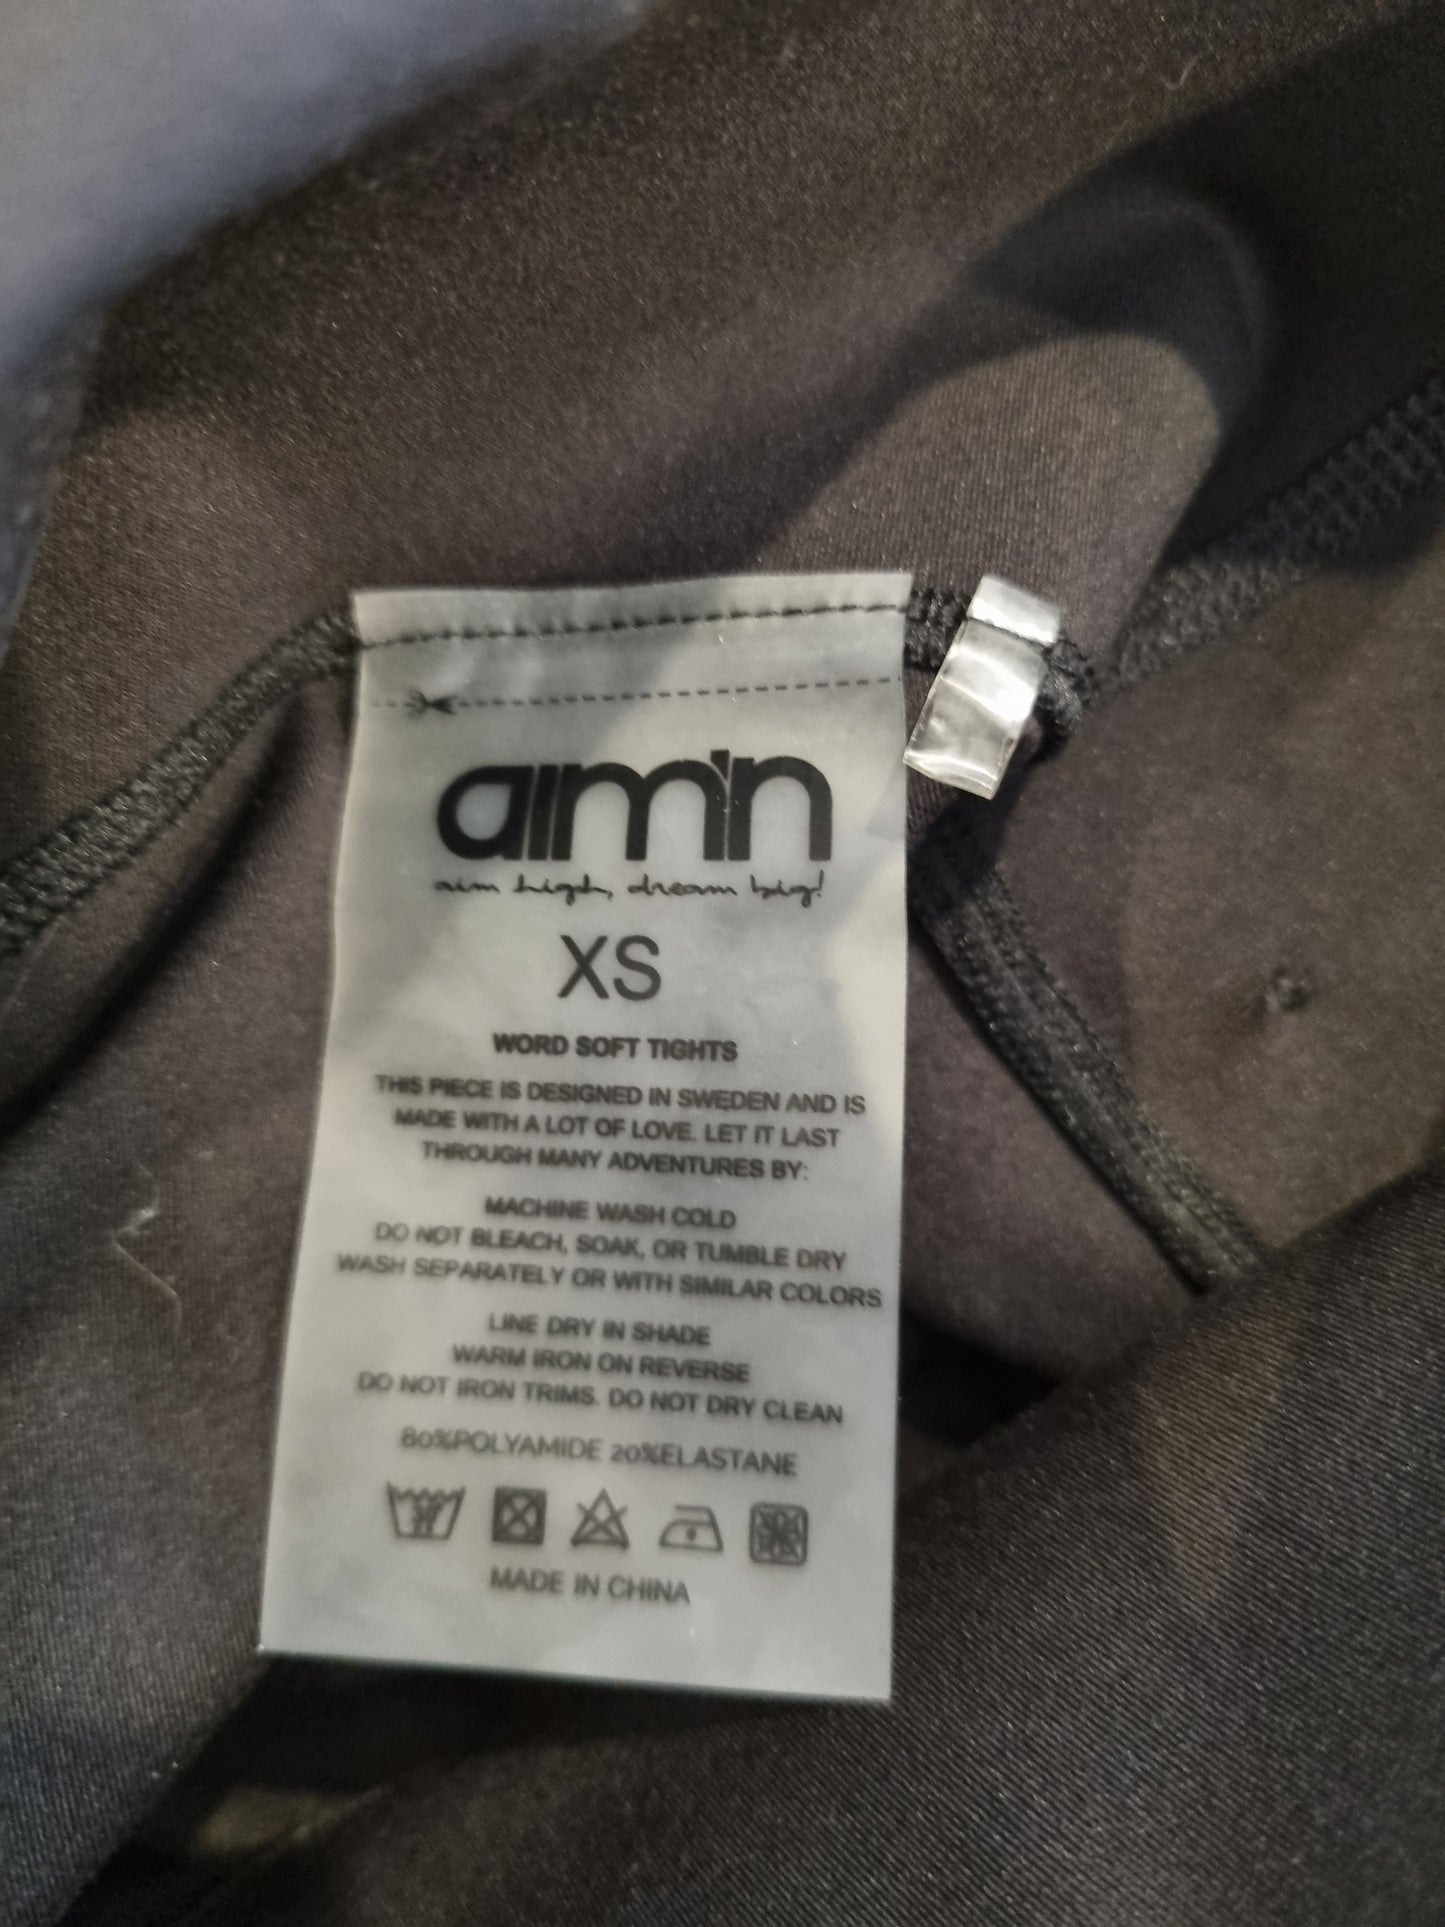 aim'n
aim high, dream big!
XS
WORD SOFT TIGHTS
THIS PIECE IS DESIGNED IN SWEDEN AND IS
MADE WITH A LOT OF LOVE. LET IT LAST
THROUGH MANY ADVENTURES BY:
MACHINE WASH COLD
DO NOT BLEACH, SOAK, OR TUMBLE DRY
WASH SEPARATELY OR WITH SIMILAR COLORS
LINE DRY IN SHADE
WARM IRON ON REVERSE
DO NOT IRON TRIMS. DO NOT DRY CLEAN
80%POLYAMIDE 20%ELASTANE
MADE IN CHINA